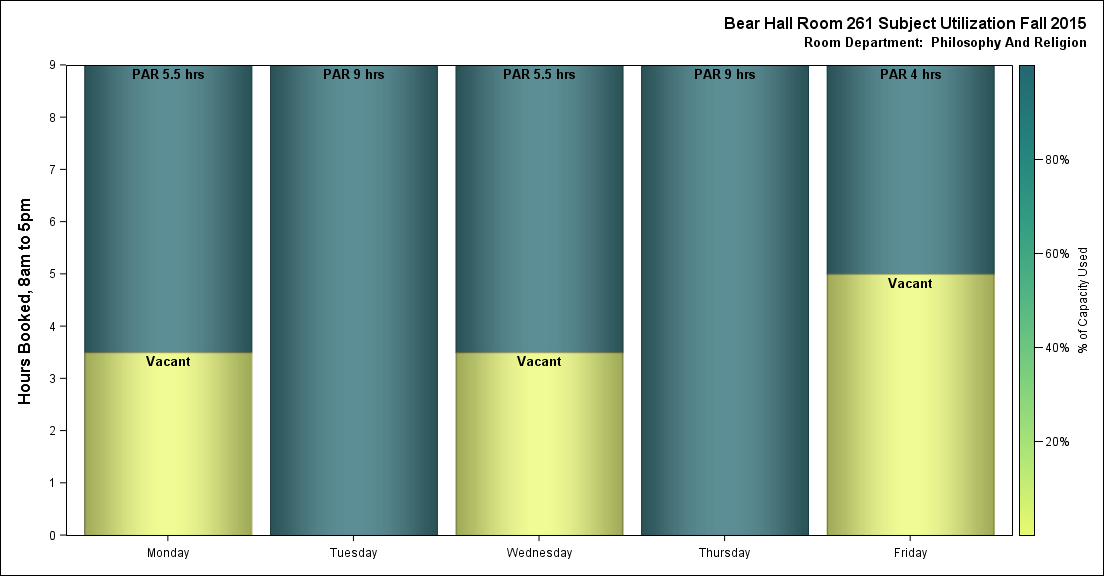 Bear Hall Room 261 Subject Utilization Fall 2015
Room Department:  Philosophy And Religion
Hours Booked, 8am to 5pm
9
8
7
6
5
4
3
2
1
0
PAR 5.5 hrs
PAR 9 hrs
PAR 5.5 hrs
PAR 9 hrs
PAR 4 hrs
Vacant
Vacant
Vacant
Monday
Tuesday
Wednesday
Thursday
Friday
80%
60%
40%
20%
% of Capacity Used